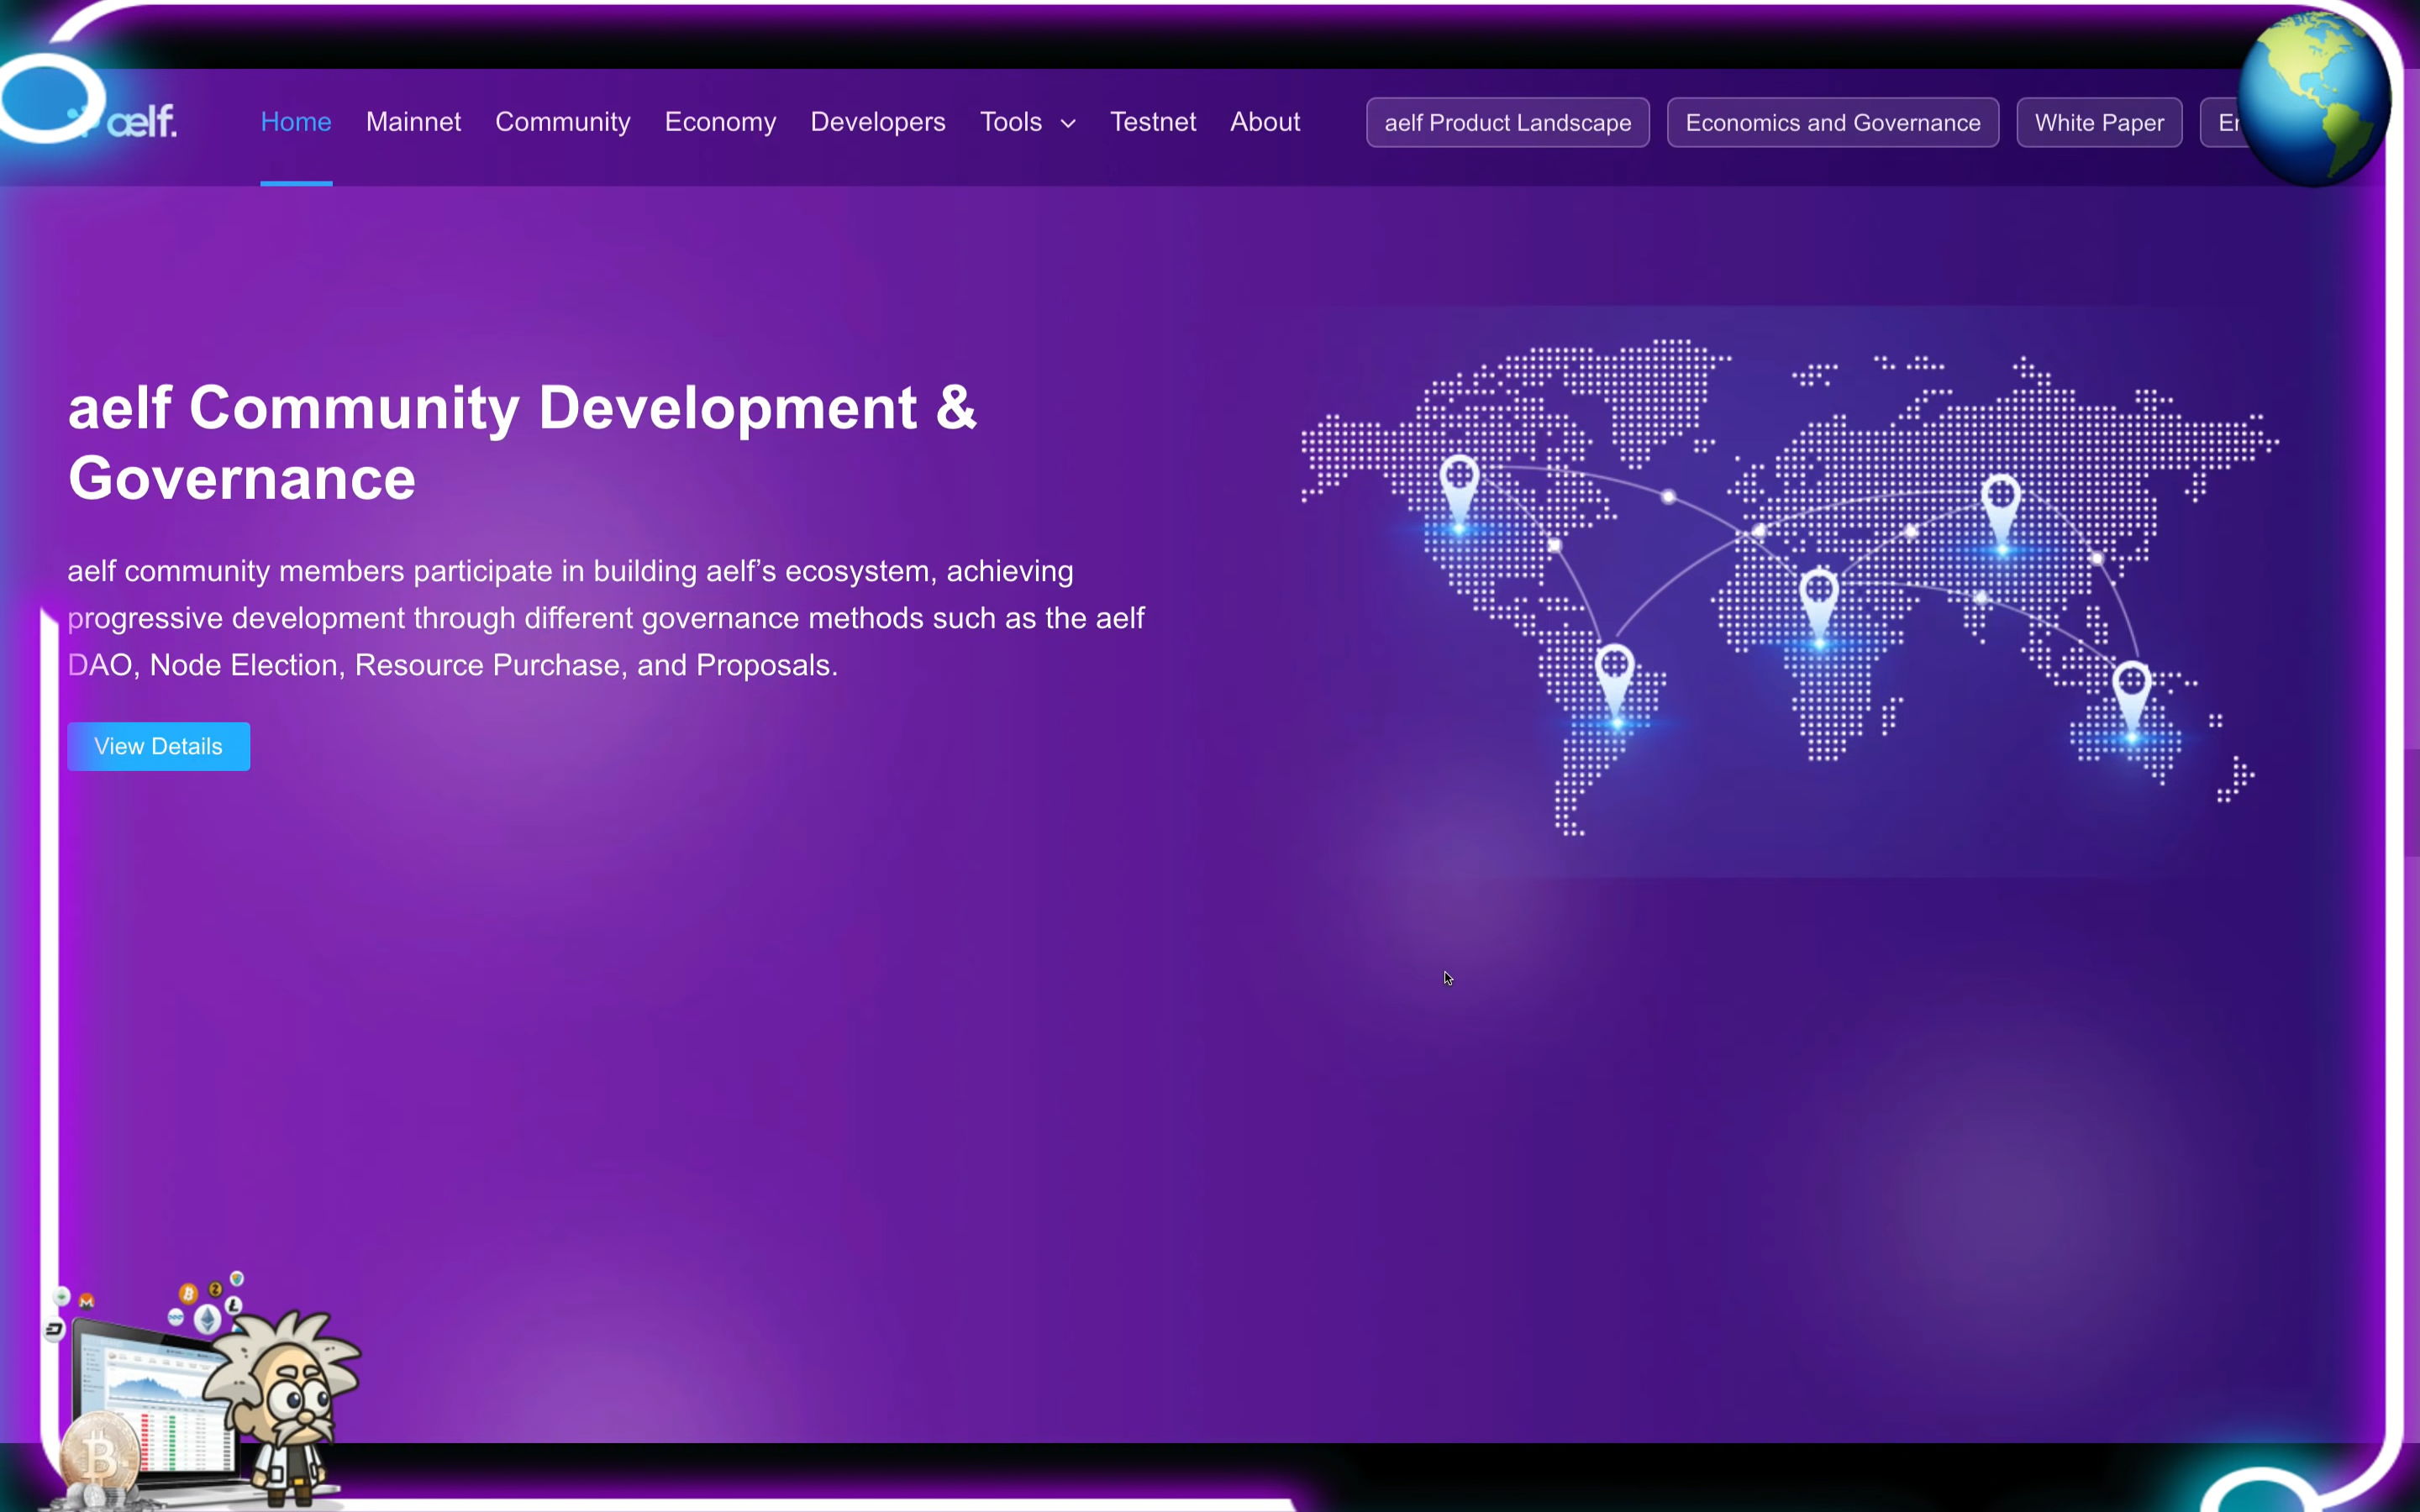 ælf.
Home Mainnet Community Economy Developers Tools Testnet About
aelf Product Landscape Economics and Governance White Paper
aelf Community Development &
Governance
aelf community members participate in building aelf’s ecosystem, achieving
progressive development through different governance methods such as the aelf
DAO, Node Election, Resource Purchase, and Proposals.
View Details